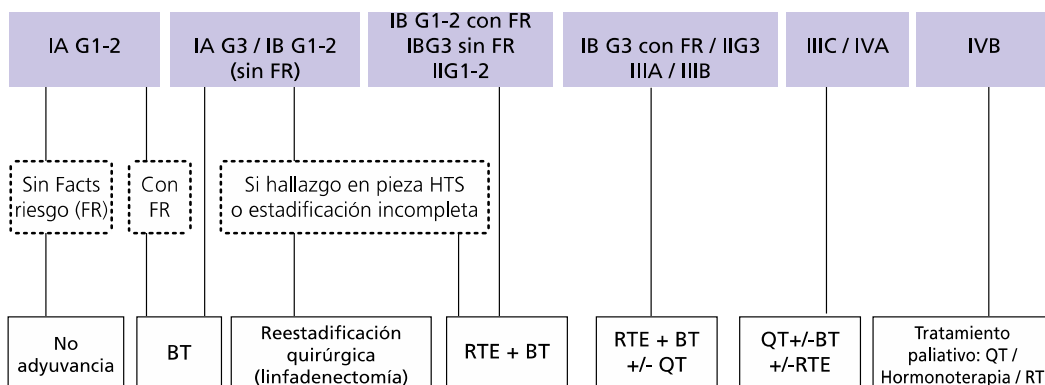 IA G1-2
IA G3 / IB G1-2
(sin FR)
IB G1-2 con FR
IBG3 sin FR
IIG1-2
IB G3 con FR / IIG3
IIIA / IIIB
IIIC / IVA
IVB
Sin Facts
riesgo (FR)
Con
FR
Si hallazgo en pieza HTS
o estadificación incompleta
No
adyuvancia
BT
Reestadificación
quirúrgica
(linfadenectomía)
RTE + BT
RTE + BT
+/- QT
QT+/-BT
+/-RTE
Tratamiento
paliativo: QT /
Hormonoterapia / RT